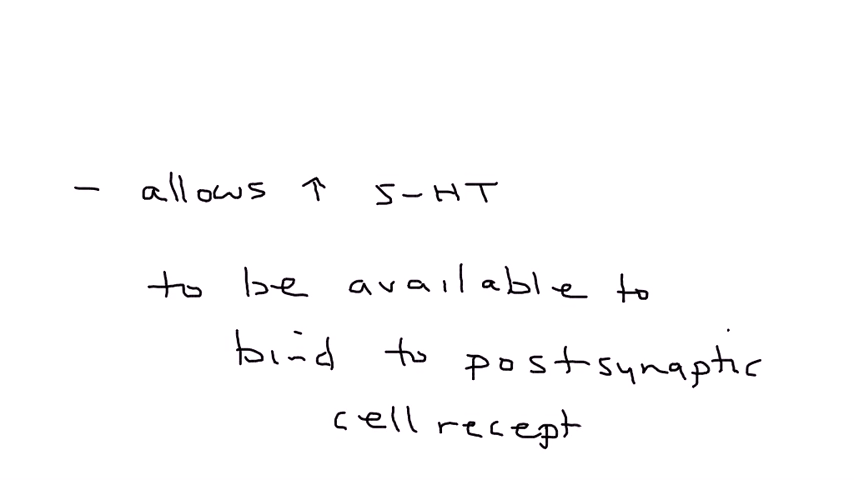 - allows ↑ 5-HT
to be available to
bind to postsynaptic
cell recept